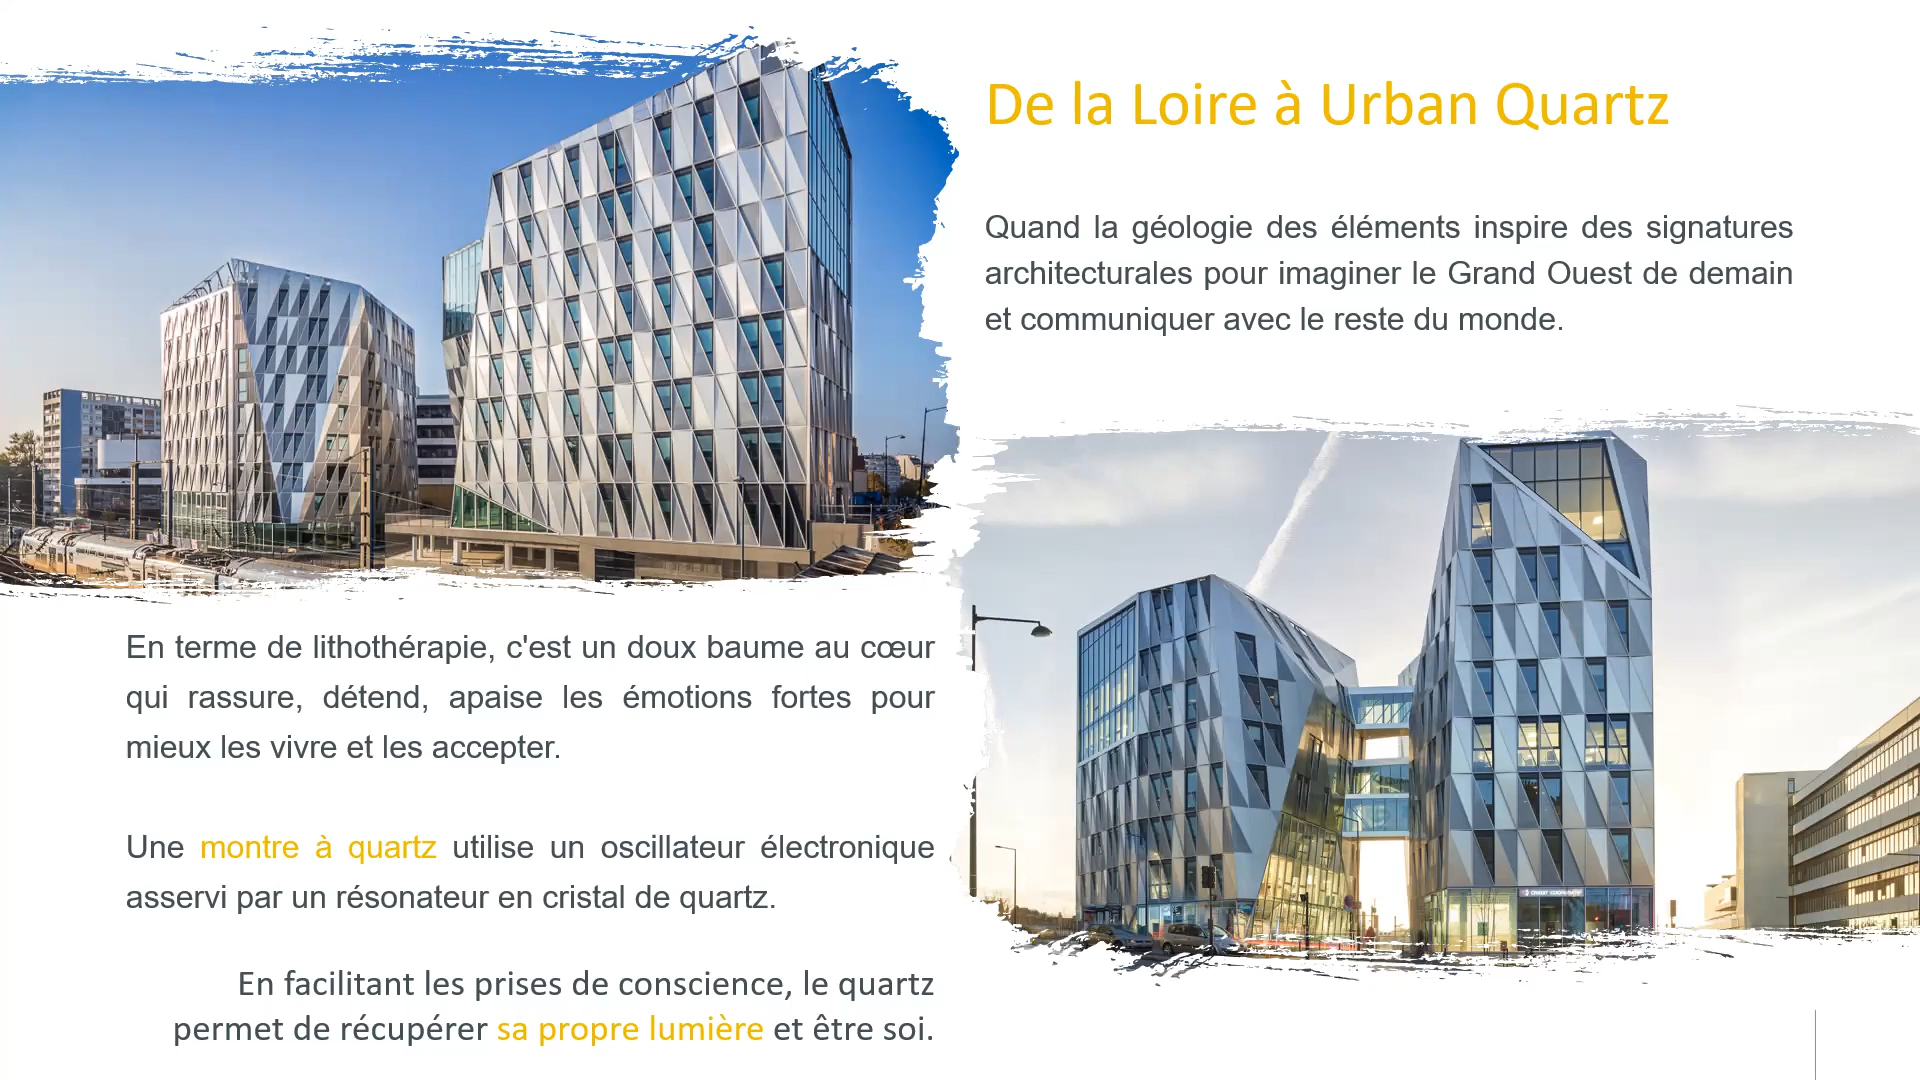 De la Loire à Urban Quartz
Quand la géologie des éléments inspire des signatures
architecturales pour imaginer le Grand Ouest de demain
et communiquer avec le reste du monde.
En terme de lithothérapie, c'est un doux baume au cœur
qui rassure, détend, apaise les émotions fortes pour
mieux les vivre et les accepter.
Une montre à quartz utilise un oscillateur électronique
asservi par un résonateur en cristal de quartz.
En facilitant les prises de conscience, le quartz
permet de récupérer sa propre lumière et être soi.